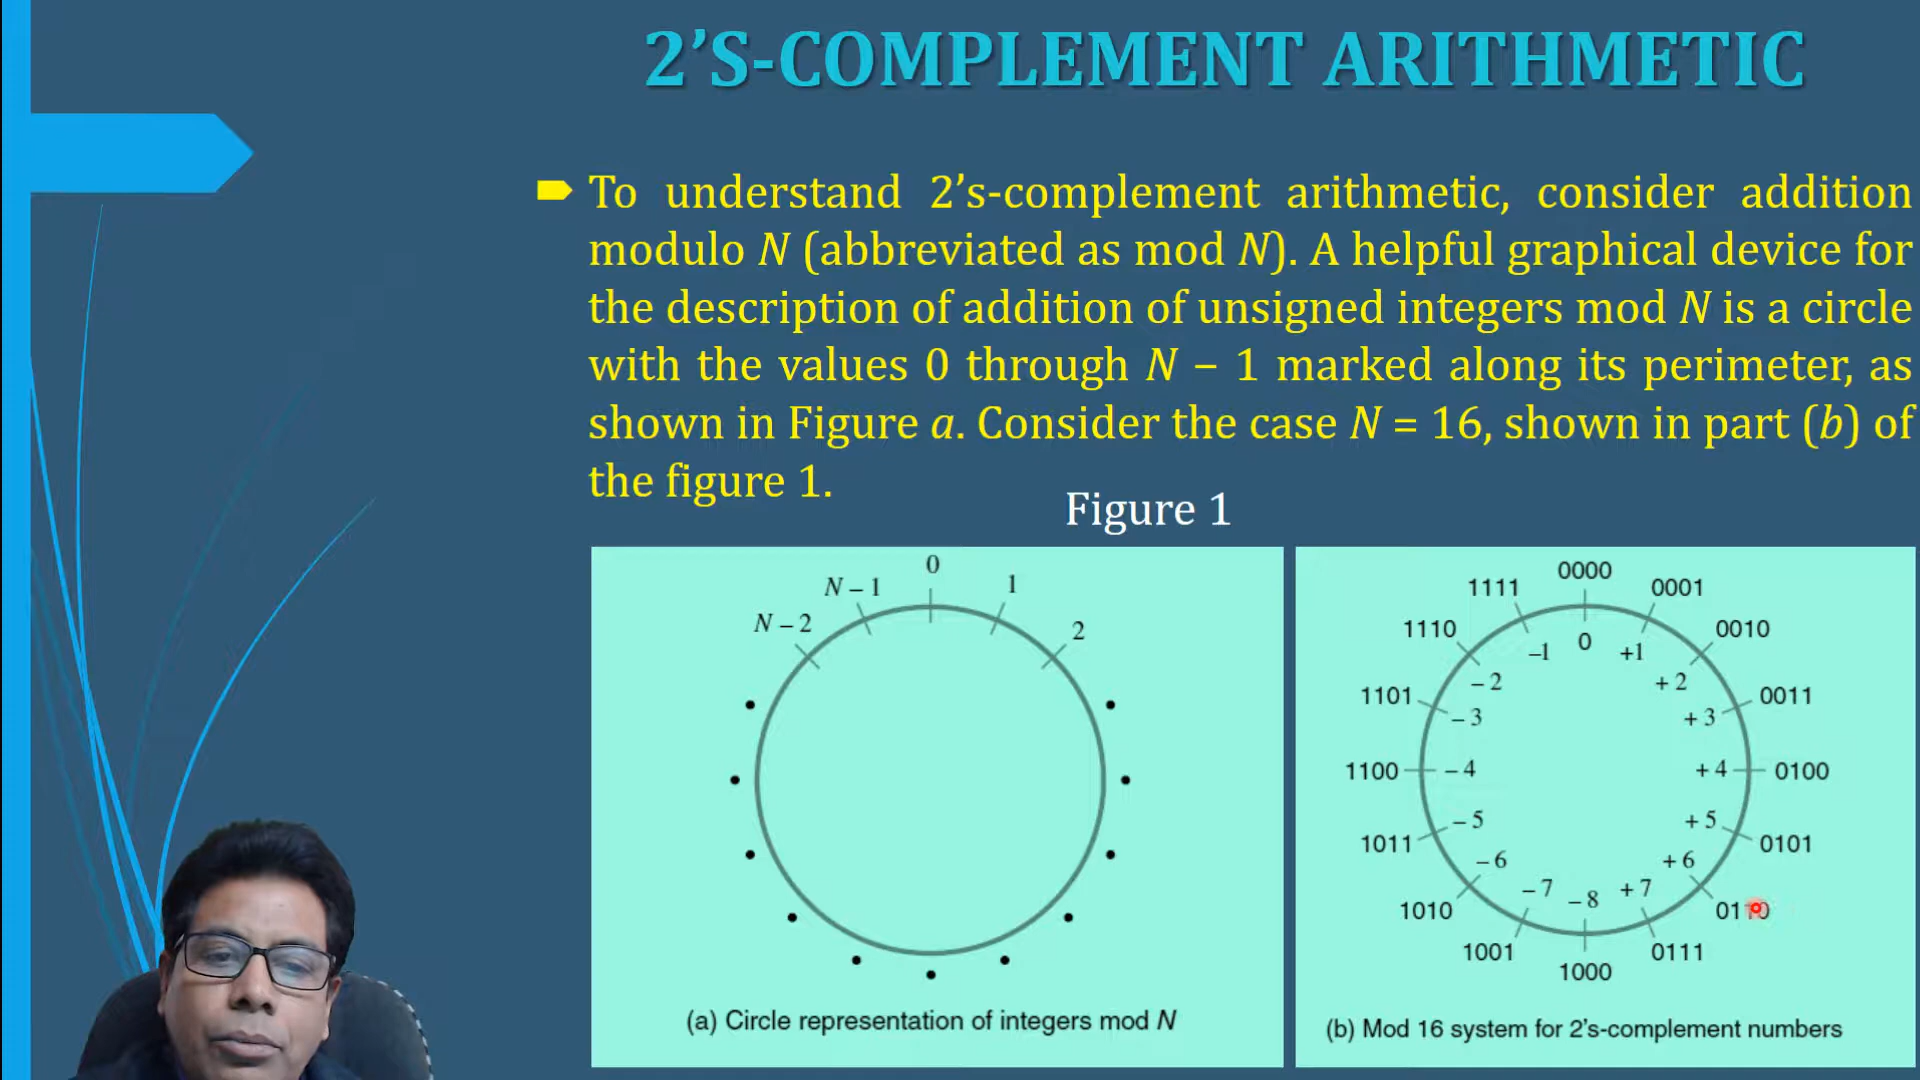 2’S-COMPLEMENT ARITHMETIC
To understand 2’s-complement arithmetic, consider addition
modulo N (abbreviated as mod N). A helpful graphical device for
the description of addition of unsigned integers mod N is a circle
with the values 0 through N − 1 marked along its perimeter, as
shown in Figure a. Consider the case N = 16, shown in part (b) of
the figure 1.
Figure 1
0
N – 1
1
N – 2
2
(a) Circle representation of integers mod N
0000
1111
0001
1110
0010
0
–1
+1
– 2
+ 2
1101
0011
– 3
+ 3
1100
– 4
+ 4
0100
– 5
+ 5
1011
0101
– 6
+ 6
– 7
+ 7
– 8
1010
0110
1001
0111
1000
(b) Mod 16 system for 2’s-complement numbers